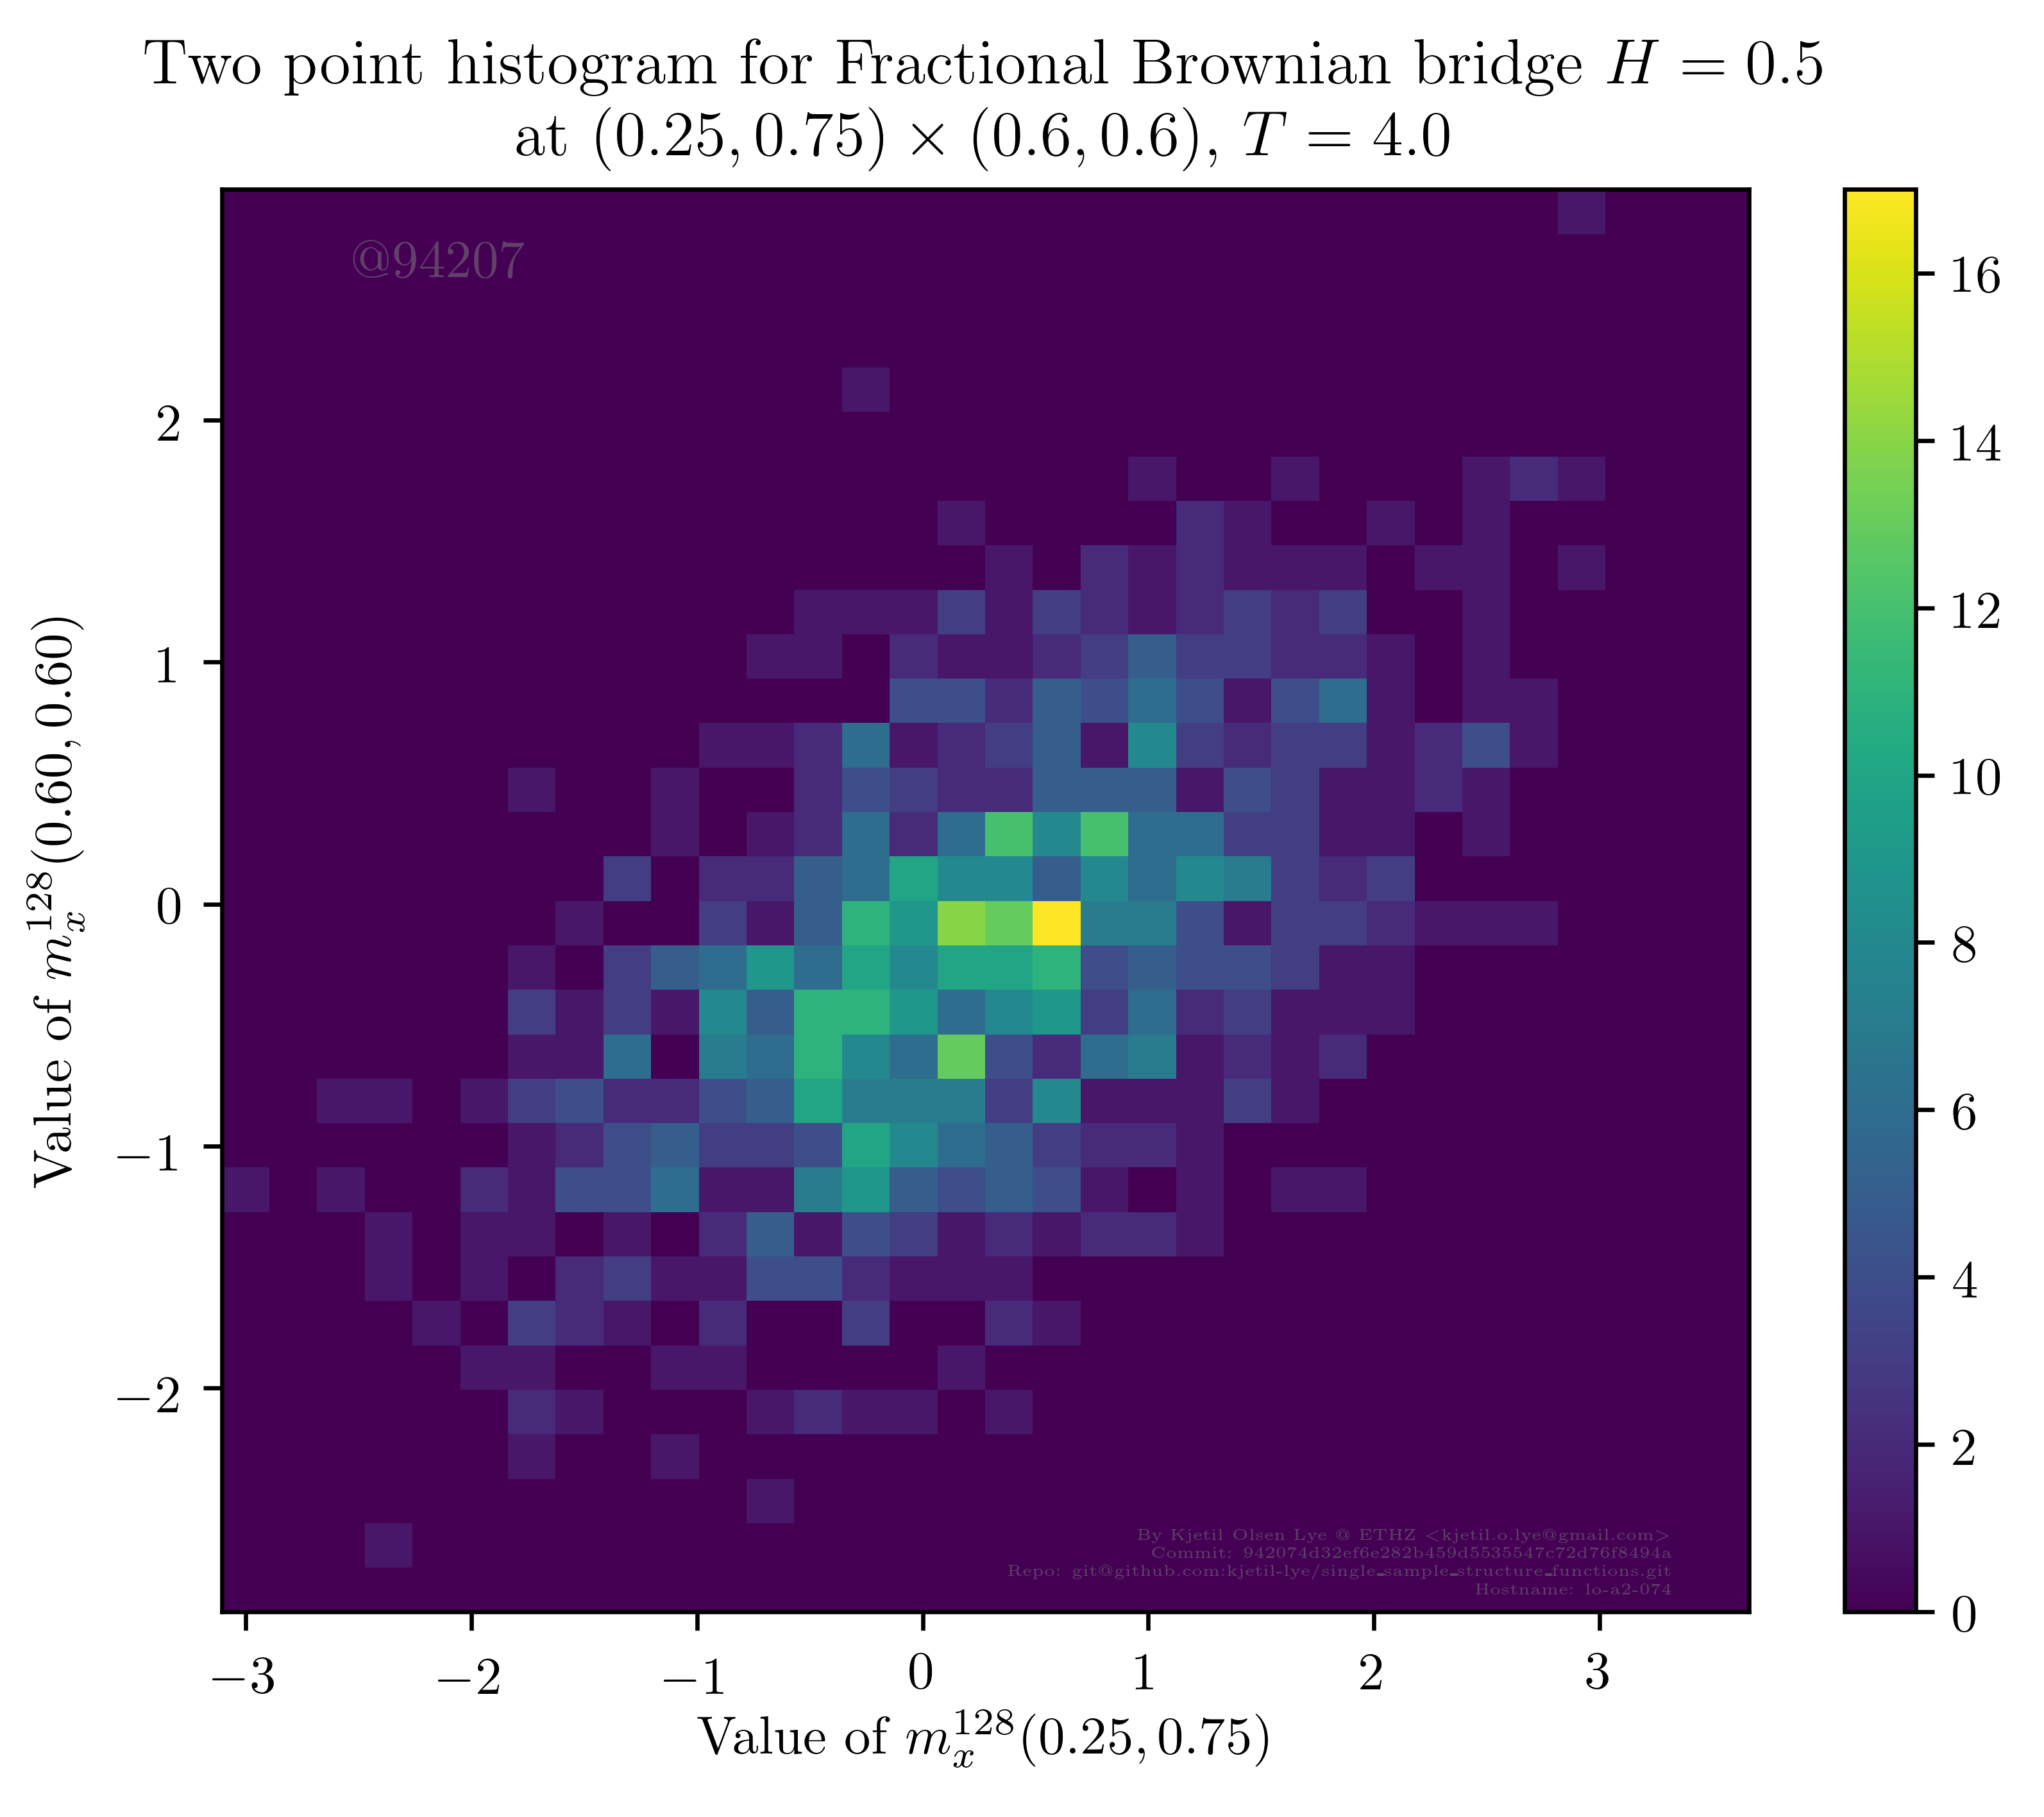 Two point histogram for Fractional Brownian bridge H = 0.5
at (0.25, 0.75) × (0.6, 0.6), T = 4.0
@94207
16
14
12
10
8
6
4
2
0
2
1
0
−1
−2
Value of m_x^128(0.60, 0.60)
By Kjetil Olsen Lye @ ETHZ <kjetil.o.lye@gmail.com>
Commit: 942074d32ef6e282b459d5535547c72d76f8494a
Repo: git@github.com:kjetil-lye/single_sample_structure_functions.git
Hostname: lo-a2-074
−3 −2 −1 0 1 2 3
Value of m_x^128(0.25, 0.75)